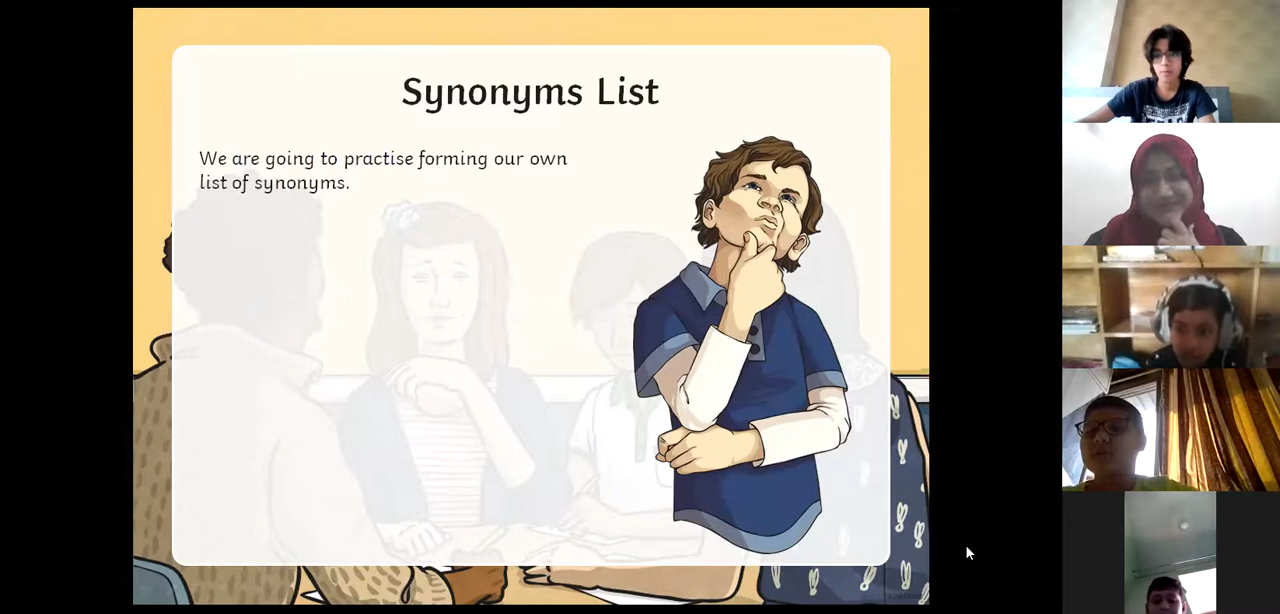 Synonyms List
We are going to practise forming our own
list of synonyms.